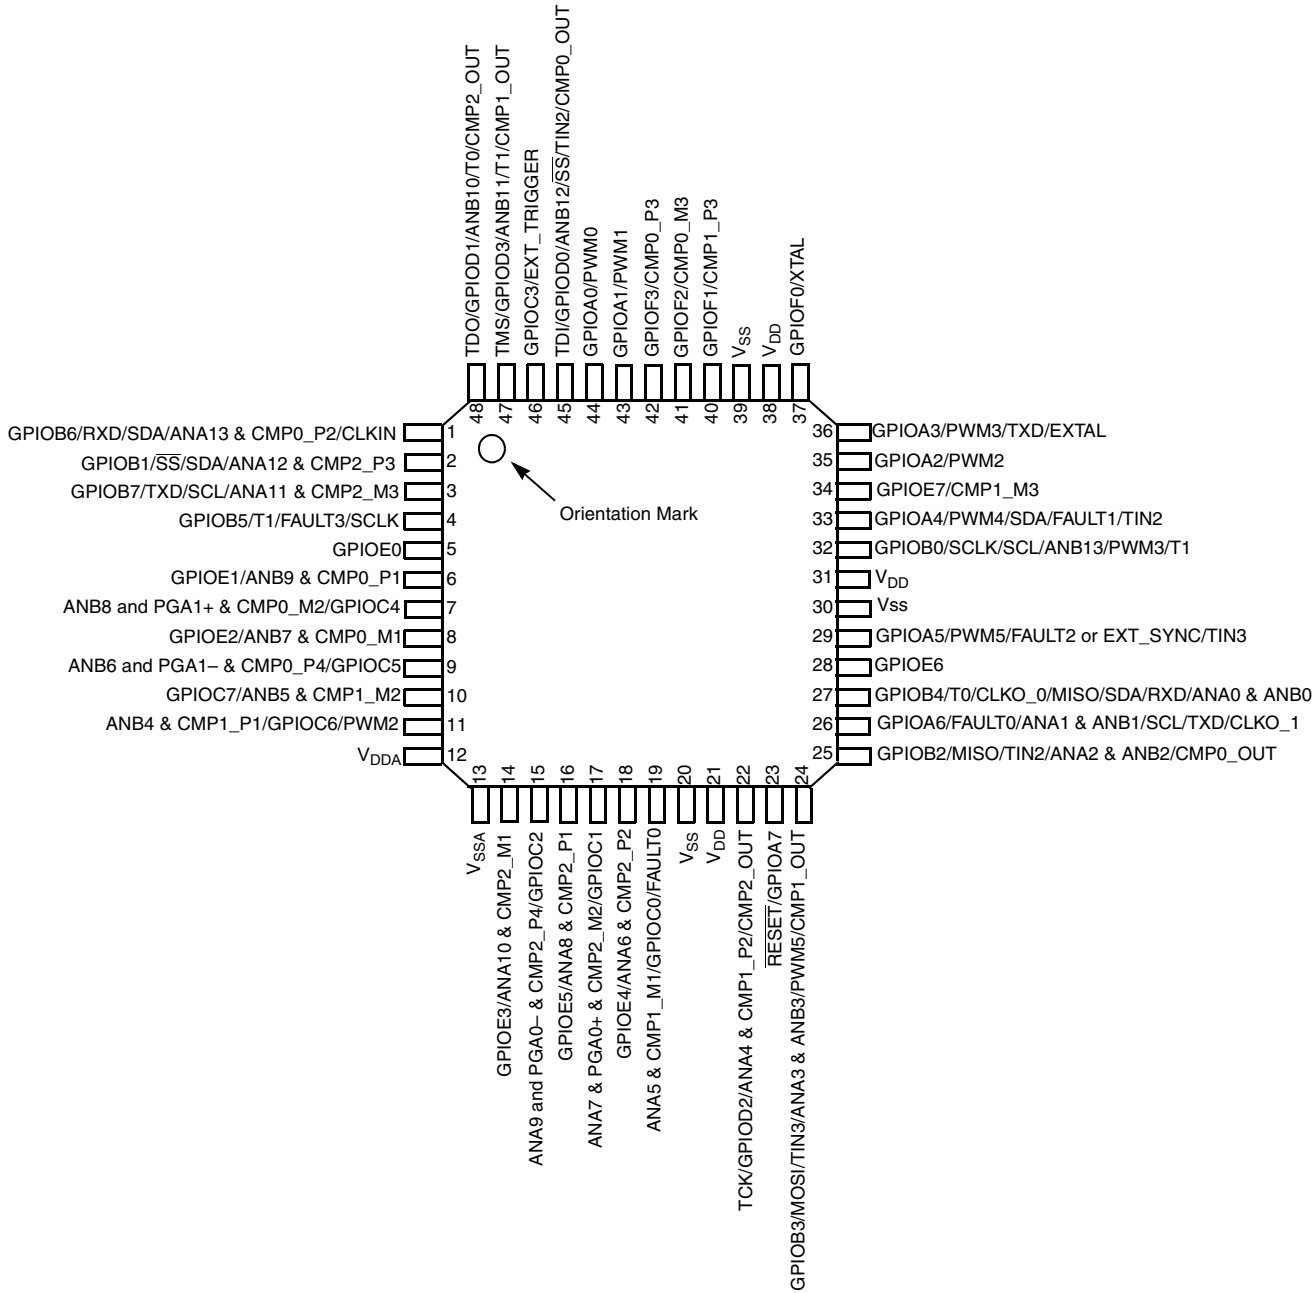 TDO/GPIOD1/ANB10/T0/CMP2_OUT
TMS/GPIOD3/ANB11/T1/CMP1_OUT
GPIOC3/EXT_TRIGGER
TDI/GPIOD0/ANB12/S̅S̅/TIN2/CMP0_OUT
GPIOA0/PWM0
GPIOA1/PWM1
GPIOF3/CMP0_P3
GPIOF2/CMP0_M3
GPIOF1/CMP1_P3
VSS
VDD
GPIOF0/XTAL
48
47
46
45
44
43
42
41
40
39
38
37
GPIOB6/RXD/SDA/ANA13 & CMP0_P2/CLKIN 1
GPIOB1/S̅S̅/SDA/ANA12 & CMP2_P3 2
GPIOB7/TXD/SCL/ANA11 & CMP2_M3 3
GPIOB5/T1/FAULT3/SCLK 4
GPIOE0 5
GPIOE1/ANB9 & CMP0_P1 6
ANB8 and PGA1+ & CMP0_M2/GPIOC4 7
GPIOE2/ANB7 & CMP0_M1 8
ANB6 and PGA1– & CMP0_P4/GPIOC5 9
GPIOC7/ANB5 & CMP1_M2 10
ANB4 & CMP1_P1/GPIOC6/PWM2 11
VDDA 12
Orientation Mark
36 GPIOA3/PWM3/TXD/EXTAL
35 GPIOA2/PWM2
34 GPIOE7/CMP1_M3
33 GPIOA4/PWM4/SDA/FAULT1/TIN2
32 GPIOB0/SCLK/SCL/ANB13/PWM3/T1
31 VDD
30 Vss
29 GPIOA5/PWM5/FAULT2 or EXT_SYNC/TIN3
28 GPIOE6
27 GPIOB4/T0/CLKO_0/MISO/SDA/RXD/ANA0 & ANB0
26 GPIOA6/FAULT0/ANA1 & ANB1/SCL/TXD/CLKO_1
25 GPIOB2/MISO/TIN2/ANA2 & ANB2/CMP0_OUT
13
14
15
16
17
18
19
20
21
22
23
24
VSSA
GPIOE3/ANA10 & CMP2_M1
ANA9 and PGA0– & CMP2_P4/GPIOC2
GPIOE5/ANA8 & CMP2_P1
ANA7 & PGA0+ & CMP2_M2/GPIOC1
GPIOE4/ANA6 & CMP2_P2
ANA5 & CMP1_M1/GPIOC0/FAULT0
VSS
VDD
TCK/GPIOD2/ANA4 & CMP1_P2/CMP2_OUT
R̅E̅S̅E̅T̅/GPIOA7
GPIOB3/MOSI/TIN3/ANA3 & ANB3/PWM5/CMP1_OUT